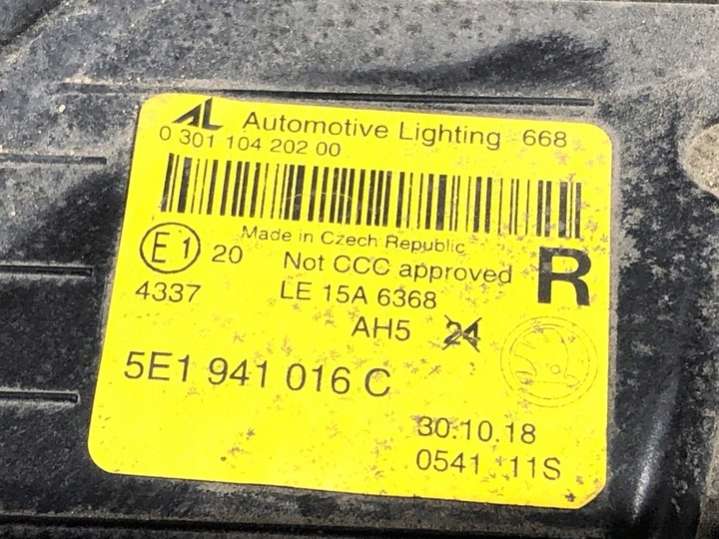 AL Automotive Lighting 668
0 301 104 202 00
Made in Czech Republic
E1 20 Not CCC approved R
4337 LE 15A 6368
AH5 24
5E1 941 016 C
30.10.18
0541 11S